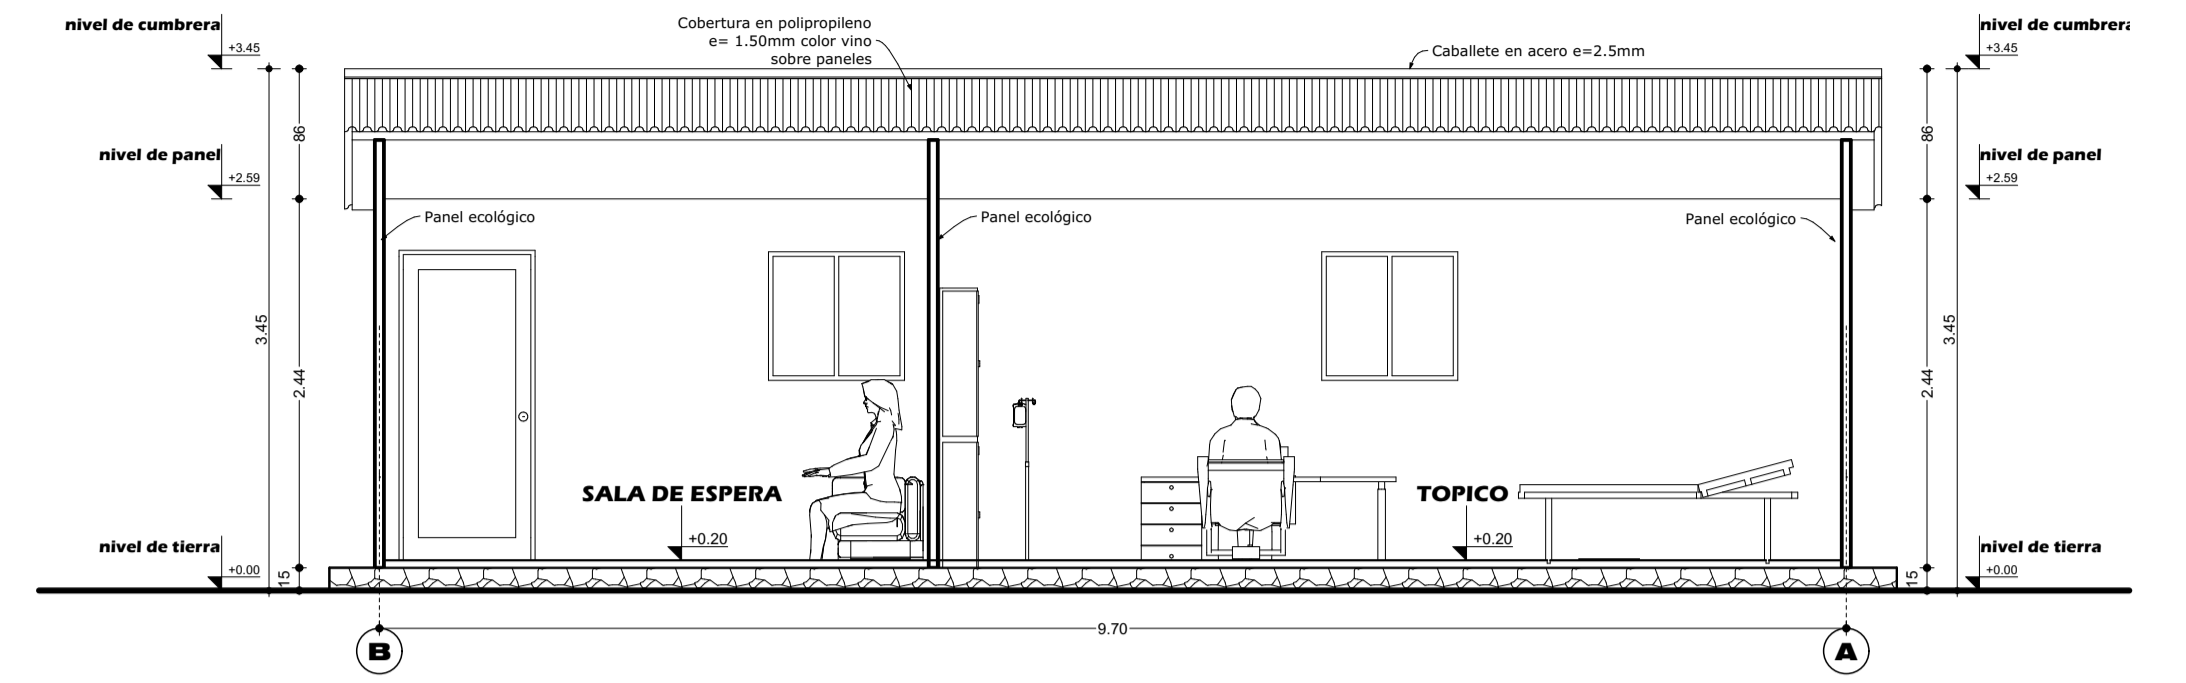 nivel de cumbrera
+3.45
Cobertura en polipropileno
e= 1.50mm color vino
sobre paneles
Caballete en acero e=2.5mm
nivel de cumbrera
+3.45
86
86
nivel de panel
+2.59
nivel de panel
+2.59
Panel ecológico
Panel ecológico
Panel ecológico
3.45
2.44
2.44
3.45
SALA DE ESPERA
+0.20
TOPICO
+0.20
nivel de tierra
+0.00
15
nivel de tierra
+0.00
15
9.70
B
A